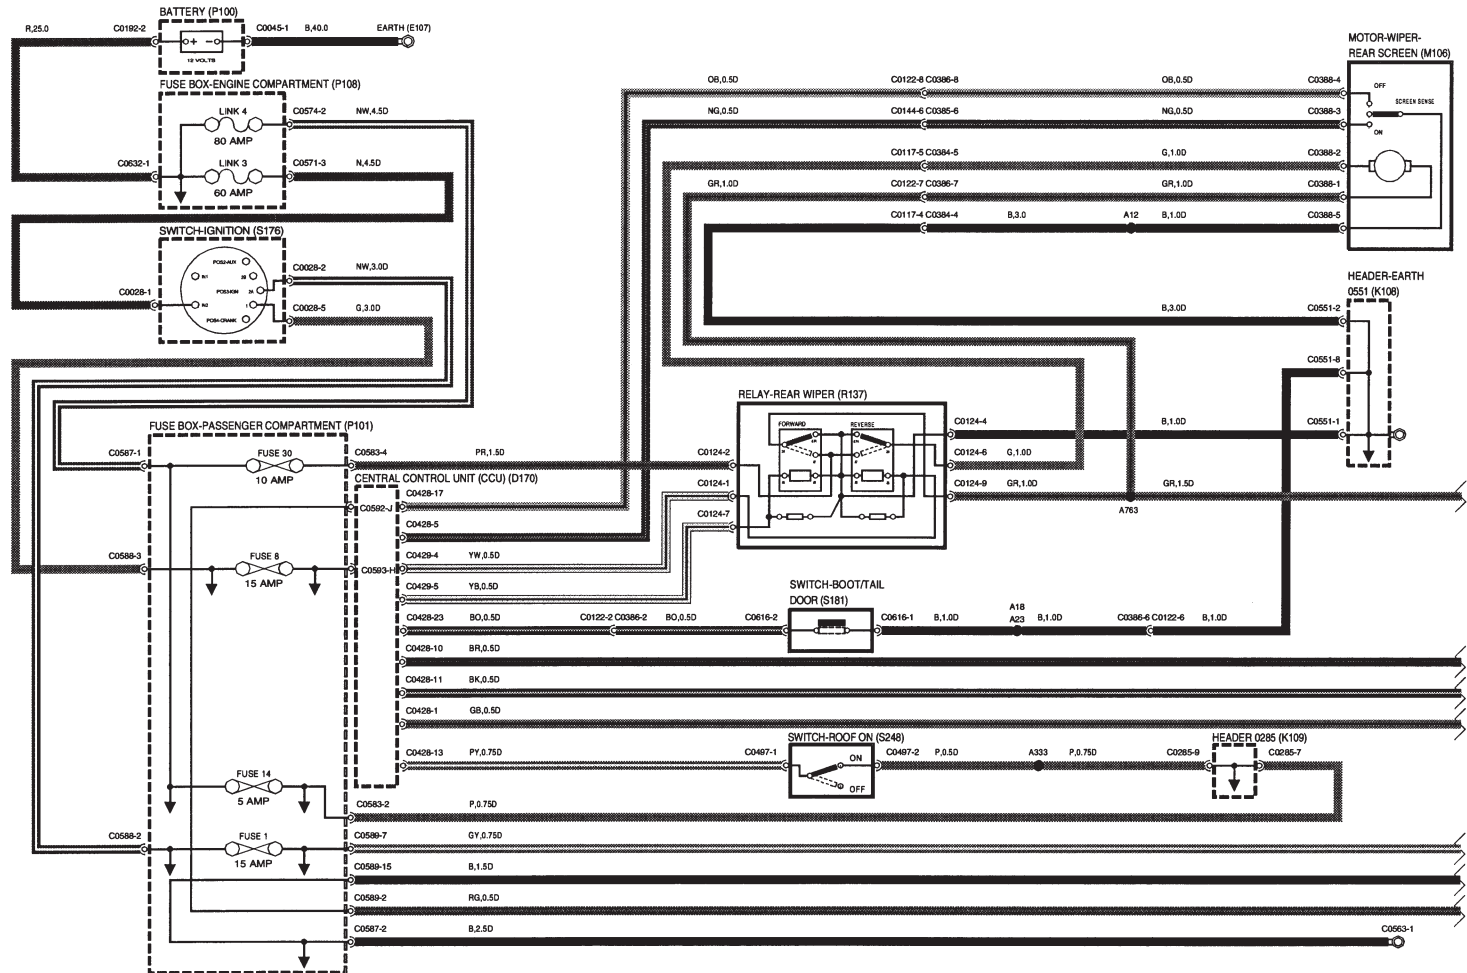 BATTERY (P100)
R,25.0
C0192-2
C0045-1
B,40.0
EARTH (E107)
12 VOLTS
FUSE BOX-ENGINE COMPARTMENT (P108)
LINK 4
80 AMP
C0574-2
NW,4.5D
C0632-1
LINK 3
60 AMP
C0571-3
N,4.5D
SWITCH-IGNITION (S176)
POS2-AUX
IN1
2B
POS3-IGN
2A
IN2
1
POS4-CRANK
C0028-1
C0028-2
NW,3.0D
C0028-5
G,3.0D
MOTOR-WIPER-
REAR SCREEN (M106)
OFF
SCREEN SENSE
ON
OB,0.5D
C0122-8 C0386-8
OB,0.5D
C0388-4
NG,0.5D
C0144-6 C0385-6
NG,0.5D
C0388-3
C0117-5 C0384-5
G,1.0D
C0388-2
GR,1.0D
C0122-7 C0386-7
GR,1.0D
C0388-1
C0117-4 C0384-4
B,3.0
A12
B,1.0D
C0388-5
HEADER-EARTH
0551 (K108)
B,3.0D
C0551-2
C0551-8
RELAY-REAR WIPER (R137)
FORWARD
REVERSE
C0124-4
B,1.0D
C0551-1
C0124-2
C0124-6
G,1.0D
C0124-1
C0124-9
GR,1.0D
GR,1.5D
A763
C0124-7
FUSE BOX-PASSENGER COMPARTMENT (P101)
C0587-1
FUSE 30
10 AMP
C0583-4
PR,1.5D
CENTRAL CONTROL UNIT (CCU) (D170)
C0592-J
C0428-17
C0428-5
C0588-3
FUSE 8
15 AMP
C0593-H
C0429-4
YW,0.5D
C0429-5
YB,0.5D
SWITCH-BOOT/TAIL
DOOR (S181)
C0428-23
BO,0.5D
C0122-2 C0386-2
BO,0.5D
C0616-2
C0616-1
B,1.0D
A18
A23
B,1.0D
C0386-6 C0122-6
B,1.0D
C0428-10
BR,0.5D
C0428-11
BK,0.5D
C0428-1
GB,0.5D
SWITCH-ROOF ON (S248)
ON
OFF
HEADER 0285 (K109)
C0428-13
PY,0.75D
C0497-1
C0497-2
P,0.5D
A333
P,0.75D
C0285-9
C0285-7
FUSE 14
5 AMP
C0583-2
P,0.75D
C0588-2
FUSE 1
15 AMP
C0589-7
GY,0.75D
C0589-15
B,1.5D
C0589-2
RG,0.5D
C0587-2
B,2.5D
C0563-1